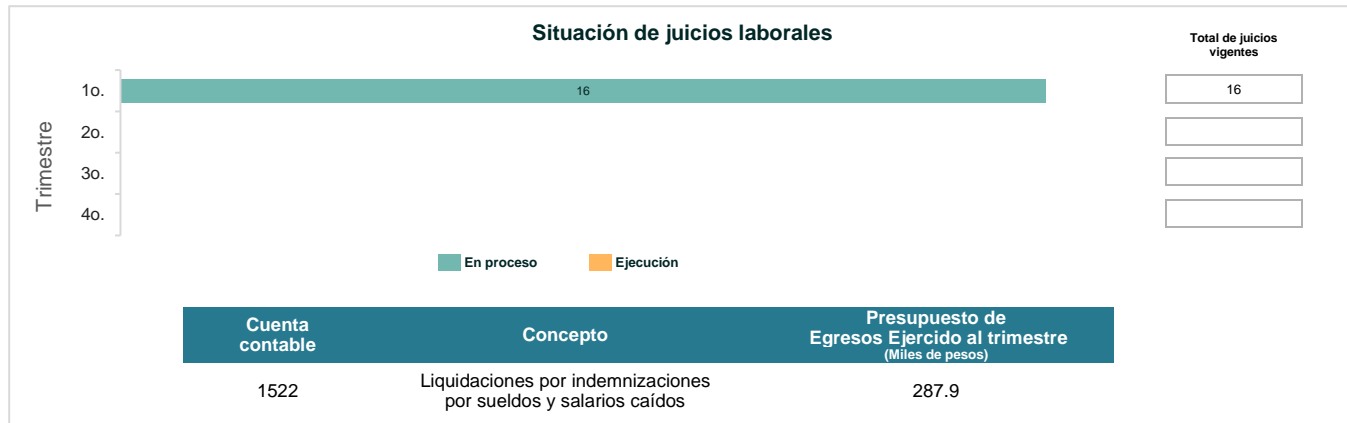 Situación de juicios laborales
Total de juicios
vigentes
Trimestre
1o.
16
16
2o.
3o.
4o.
En proceso
Ejecución
Cuenta
contable
Concepto
Presupuesto de
Egresos Ejercido al trimestre
(Miles de pesos)
1522
Liquidaciones por indemnizaciones
por sueldos y salarios caídos
287.9